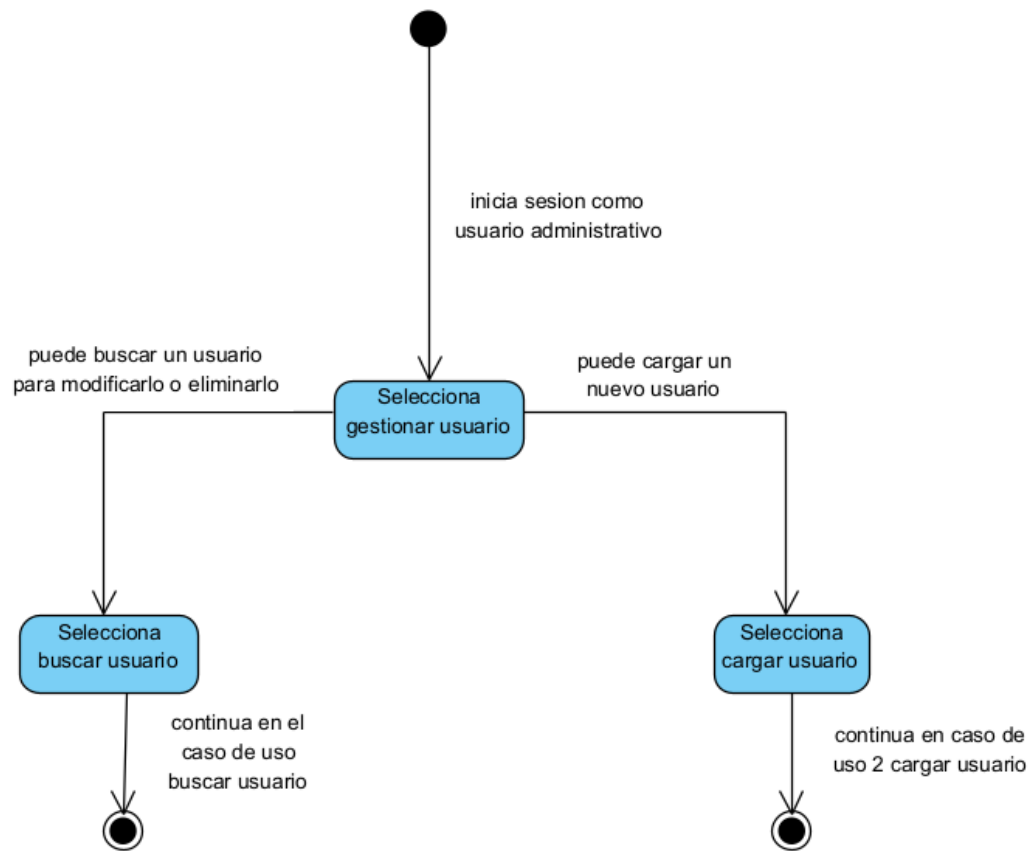 inicia sesion como
usuario administrativo
puede buscar un usuario
para modificarlo o eliminarlo
puede cargar un
nuevo usuario
Selecciona
gestionar usuario
Selecciona
buscar usuario
Selecciona
cargar usuario
continua en el
caso de uso
buscar usuario
continua en caso de
uso 2 cargar usuario